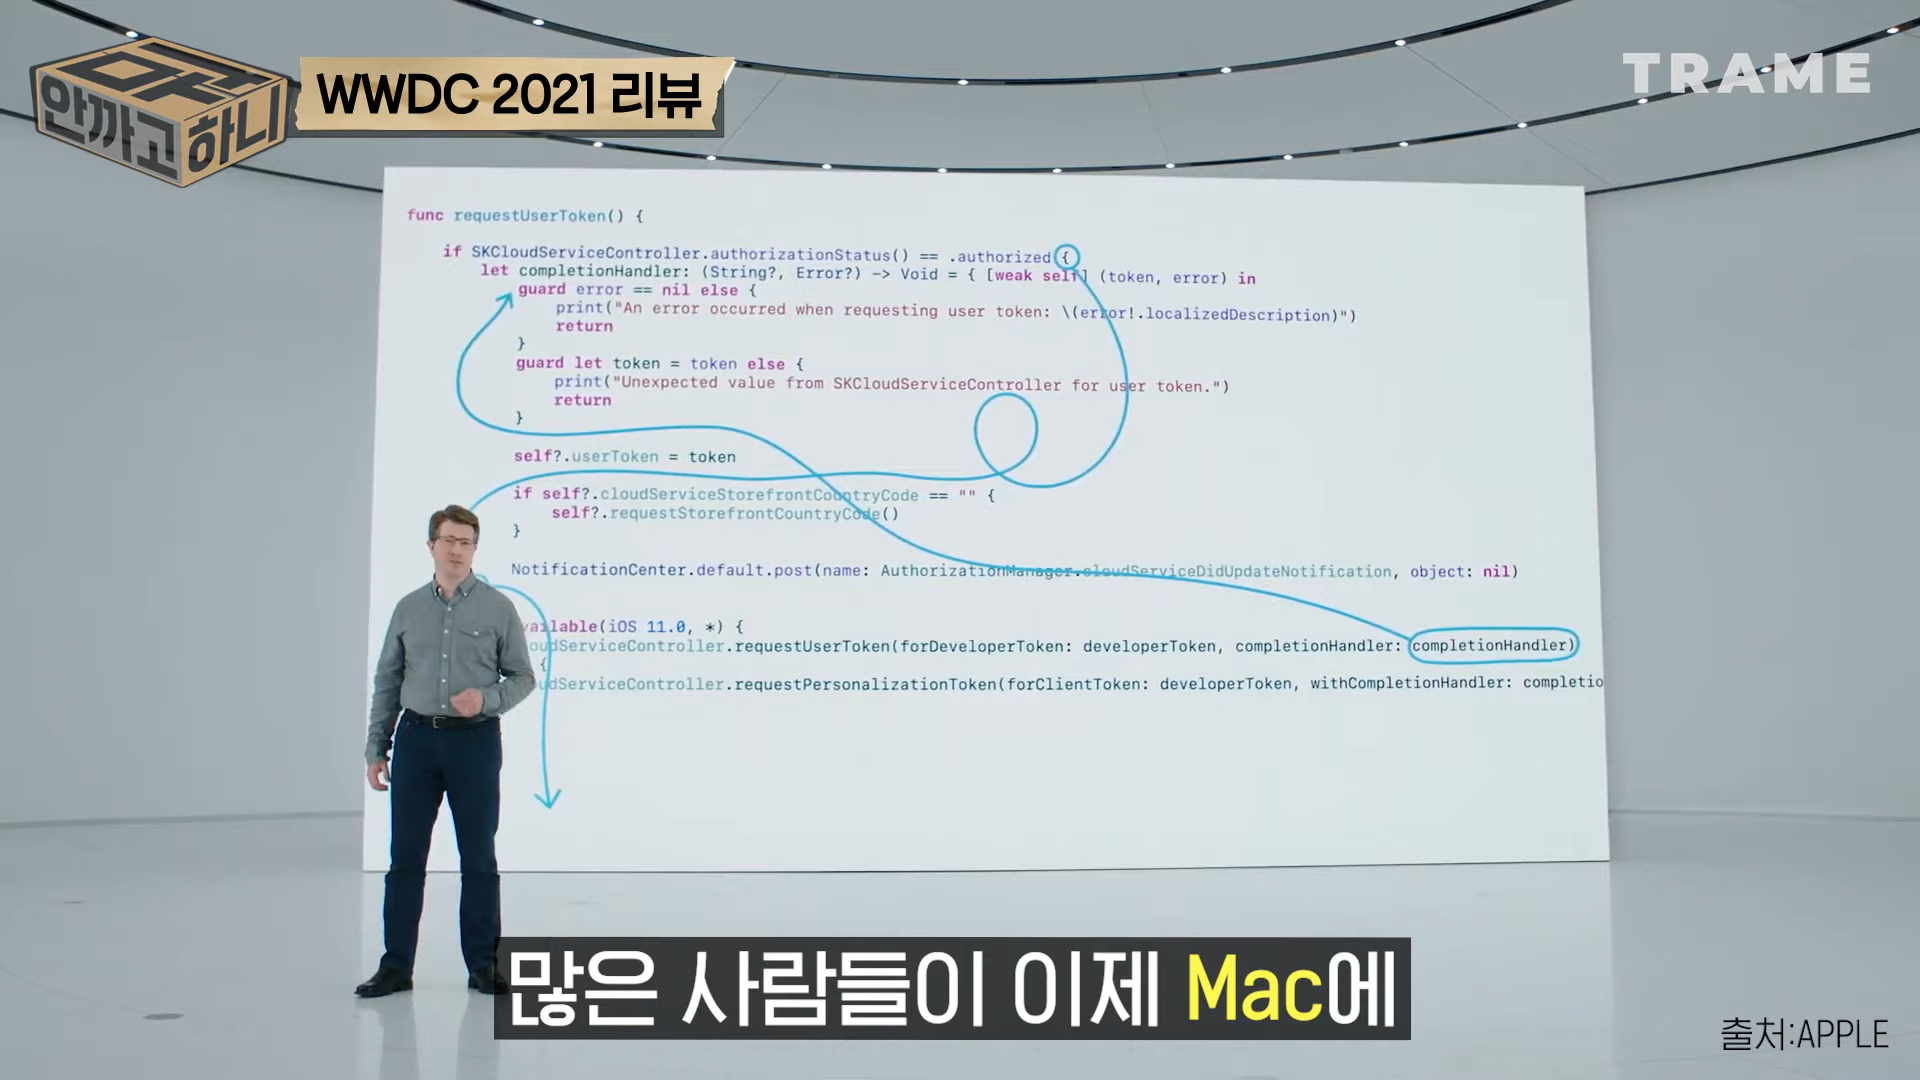 뭐 안까고 하니
WWDC 2021 리뷰
TRAME
func requestUserToken() {
if SKCloudServiceController.authorizationStatus() == .authorized {
let completionHandler: (String?, Error?) -> Void = { [weak self] (token, error) in
guard error == nil else {
print("An error occurred when requesting user token: \(error!.localizedDescription)")
return
}
guard let token = token else {
print("Unexpected value from SKCloudServiceController for user token.")
return
}
self?.userToken = token
if self?.cloudServiceStorefrontCountryCode == "" {
self?.requestStorefrontCountryCode()
}
NotificationCenter.default.post(name: AuthorizationManager.cloudServiceDidUpdateNotification, object: nil)
vailable(iOS 11.0, *) {
oudServiceController.requestUserToken(forDeveloperToken: developerToken, completionHandler: completionHandler)
{
udServiceController.requestPersonalizationToken(forClientToken: developerToken, withCompletionHandler: completio
많은 사람들이 이제 Mac에
출처:APPLE